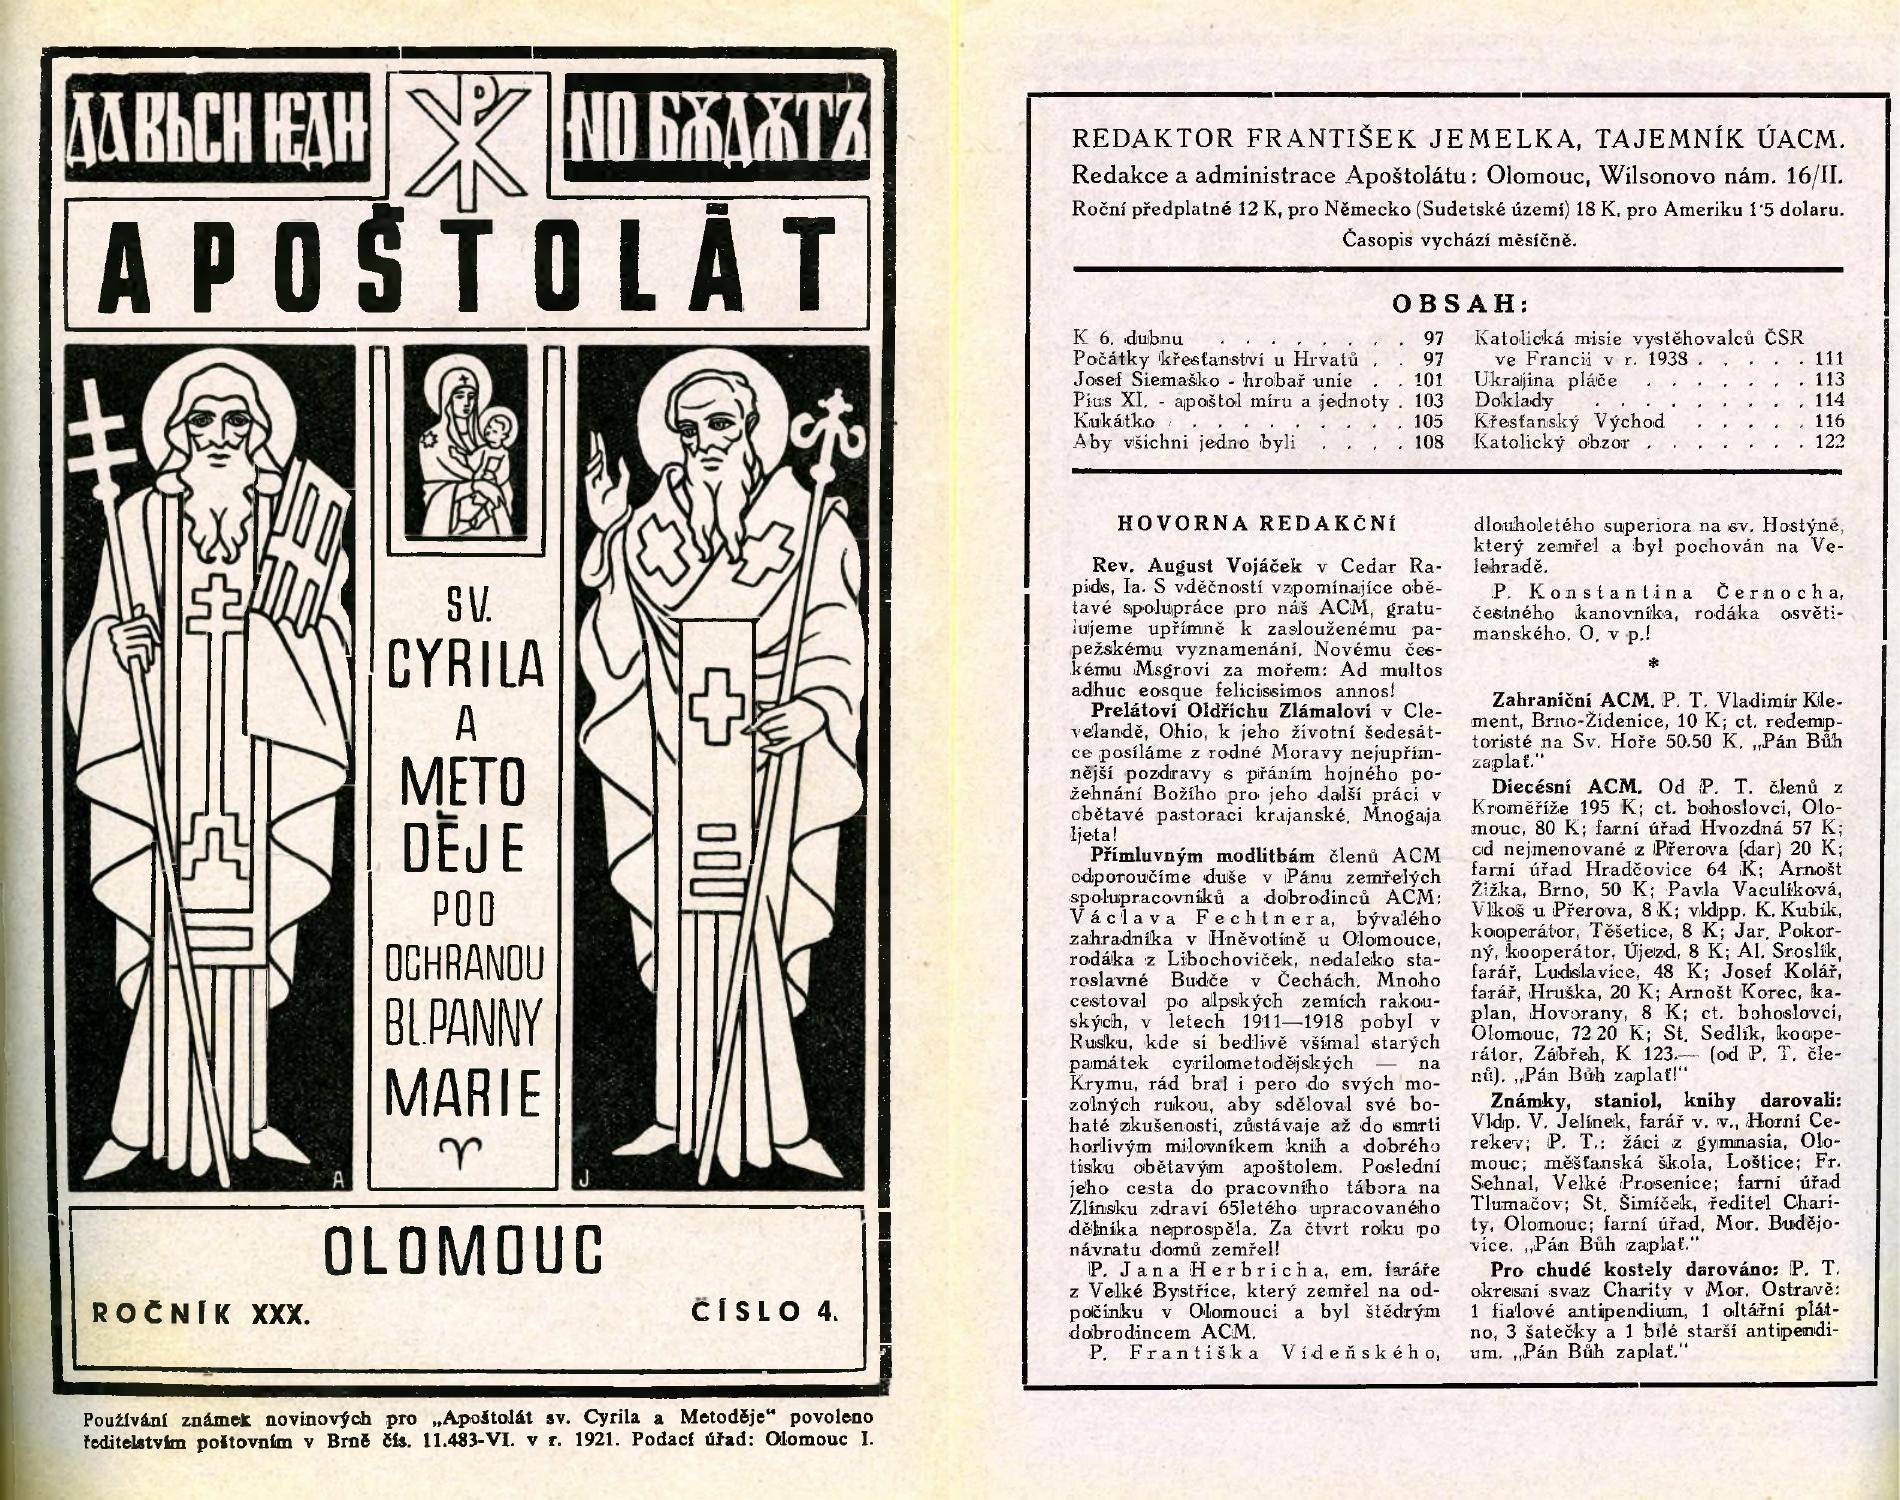 ДА ВЬСИ ѤДИ
NО БѪДѪТЪ
APOŠTOLÁT
SV.
CYRILA
A
METO
DĚJE
POD
OCHRANOU
BL.PANNY
MARIE
A
J
OLOMOUC
ROČNÍK XXX.
ČÍSLO 4.
Používání známek novinových pro „Apoštolát sv. Cyrila a Metoděje“ povoleno
ředitelstvím poštovním v Brně čís. 11.483-VI. v r. 1921. Podací úřad: Olomouc I.
REDAKTOR FRANTIŠEK JEMELKA, TAJEMNÍK ÚACM.
Redakce a administrace Apoštolátu: Olomouc, Wilsonovo nám. 16/II.
Roční předplatné 12 K, pro Německo (Sudetské území) 18 K, pro Ameriku 1·5 dolaru.
Časopis vychází měsíčně.
OBSAH:
K 6. dubnu . . . . . . . . 97
Počátky křesťanství u Hrvatů . . 97
Josef Siemaško - hrobař unie . . 101
Pius XI. - apoštol míru a jednoty . 103
Kukátko . . . . . . . . . . 105
Aby všichni jedno byli . . . . 108
Katolická misie vystěhovalců ČSR
ve Francii v r. 1938 . . . . . 111
Ukrajina pláče . . . . . . . 113
Doklady . . . . . . . . . 114
Křesťanský Východ . . . . . 116
Katolický obzor . . . . . . . 122
HOVORNA REDAKČNÍ
Rev. August Vojáček v Cedar Ra-
pids, Ia. S vděčností vzpomínajíce obě-
tavé spolupráce pro náš ACM, gratu-
lujeme upřímně k zaslouženému pa-
pežskému vyznamenání. Novému čes-
kému Msgrovi za mořem: Ad multos
adhuc eosque felicissimos annos!
Prelátovi Oldřichu Zlámalovi v Cle-
velandě, Ohio, k jeho životní šedesát-
ce posíláme z rodné Moravy nejupřím-
nější pozdravy s přáním hojného po-
žehnání Božího pro jeho další práci v
obětavé pastoraci krajanské. Mnogaja
ljeta!
Přímluvným modlitbám členů ACM
odporoučíme duše v Pánu zemřelých
spolupracovníků a dobrodinců ACM:
Václava Fechtnera, bývalého
zahradníka v Hněvotíně u Olomouce,
rodáka z Libochoviček, nedaleko sta-
roslavné Budče v Čechách. Mnoho
cestoval po alpských zemích rakou-
ských, v letech 1911—1918 pobyl v
Rusku, kde si bedlivě všímal starých
památek cyrilometodějských — na
Krymu, rád bral i pero do svých mo-
zolných rukou, aby sděloval své bo-
haté zkušenosti, zůstávaje až do smrti
horlivým milovníkem knih a dobrého
tisku obětavým apoštolem. Poslední
jeho cesta do pracovního tábora na
Zlínsku zdraví 65letého upracovaného
dělníka neprospěla. Za čtvrt roku po
návratu domů zemřel!
P. Jana Herbricha, em. faráře
z Velké Bystřice, který zemřel na od-
počinku v Olomouci a byl štědrým
dobrodincem ACM.
P. Františka Vídeňského,
dlouholetého superiora na sv. Hostýně,
který zemřel a byl pochován na Ve-
lehradě.
P. Konstantina Černocha,
čestného kanovníka, rodáka osvěti-
manského. O. v p.!
*
Zahraniční ACM. P. T. Vladimír Kle-
ment, Brno-Židenice, 10 K; ct. redemp-
toristé na Sv. Hoře 50.50 K. „Pán Bůh
zaplať.“
Diecésní ACM. Od P. T. členů z
Kroměříže 195 K; ct. bohoslovci, Olo-
mouc, 80 K; farní úřad Hvozdná 57 K;
od nejmenované z Přerova (dar) 20 K;
farní úřad Hradčovice 64 K; Arnošt
Žižka, Brno, 50 K; Pavla Vaculíková,
Vlkoš u Přerova, 8 K; vldpp. K. Kubík,
kooperátor, Těšetice, 8 K; Jar. Pokor-
ný, kooperátor, Újezd, 8 K; Al. Sroslík,
farář, Ludslavice, 48 K; Josef Kolář,
farář, Hruška, 20 K; Arnošt Korec, ka-
plan, Hovorany, 8 K; ct. bohoslovci,
Olomouc, 72 20 K; St. Sedlík, koope-
rátor, Zábřeh, K 123.— (od P. T. čle-
nů). „Pán Bůh zaplať!“
Známky, staniol, knihy darovali:
Vldp. V. Jelínek, farář v. v., Horní Ce-
rekev; P. T.: žáci z gymnasia, Olo-
mouc; měšťanská škola, Loštice; Fr.
Sehnal, Velké Prosenice; farní úřad
Tlumačov; St. Šimíček, ředitel Chari-
ty, Olomouc; farní úřad, Mor. Budějo-
vice. „Pán Bůh zaplať.“
Pro chudé kostely darováno: P. T.
okresní svaz Charity v Mor. Ostravě:
1 fialové antipendium, 1 oltářní plát-
no, 3 šatečky a 1 bílé starší antipendi-
um. „Pán Bůh zaplať.“